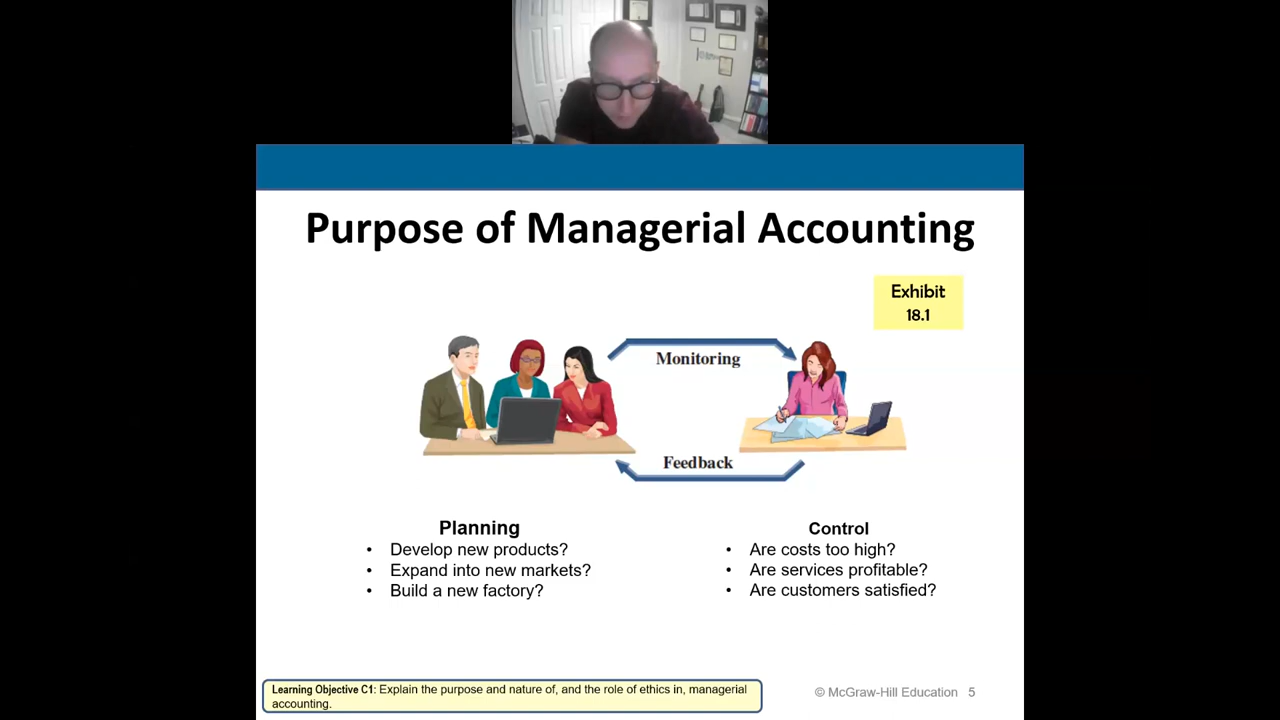 Purpose of Managerial Accounting
Exhibit
18.1
Monitoring
Feedback
Planning
• Develop new products?
• Expand into new markets?
• Build a new factory?
Control
• Are costs too high?
• Are services profitable?
• Are customers satisfied?
Learning Objective C1: Explain the purpose and nature of, and the role of ethics in, managerial
accounting.
© McGraw-Hill Education 5